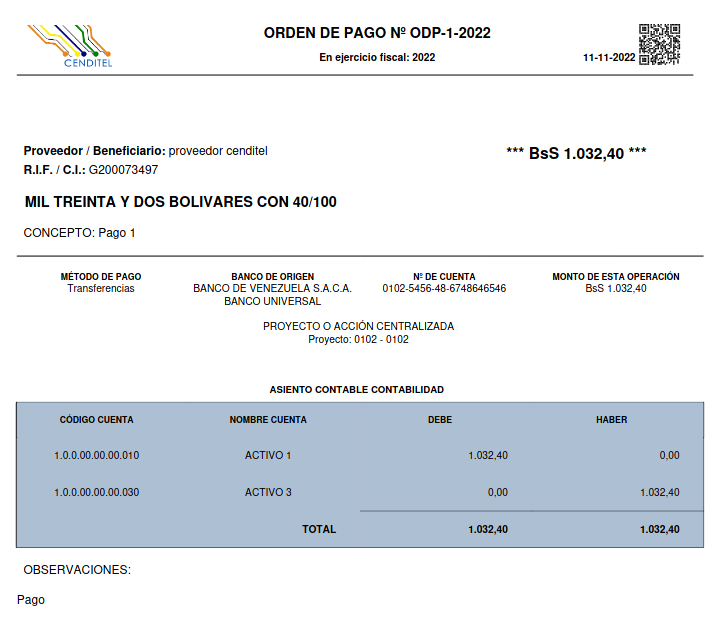 CENDITEL
ORDEN DE PAGO Nº ODP-1-2022
En ejercicio fiscal: 2022
11-11-2022
Proveedor / Beneficiario: proveedor cenditel
*** BsS 1.032,40 ***
R.I.F. / C.I.: G200073497
MIL TREINTA Y DOS BOLIVARES CON 40/100
CONCEPTO: Pago 1
MÉTODO DE PAGO BANCO DE ORIGEN Nº DE CUENTA MONTO DE ESTA OPERACIÓN
Transferencias BANCO DE VENEZUELA S.A.C.A. 0102-5456-48-6748646546 BsS 1.032,40
BANCO UNIVERSAL
PROYECTO O ACCIÓN CENTRALIZADA
Proyecto: 0102 - 0102
ASIENTO CONTABLE CONTABILIDAD
CÓDIGO CUENTA NOMBRE CUENTA DEBE HABER
1.0.0.00.00.00.010 ACTIVO 1 1.032,40 0,00
1.0.0.00.00.00.030 ACTIVO 3 0,00 1.032,40
TOTAL 1.032,40 1.032,40
OBSERVACIONES:
Pago